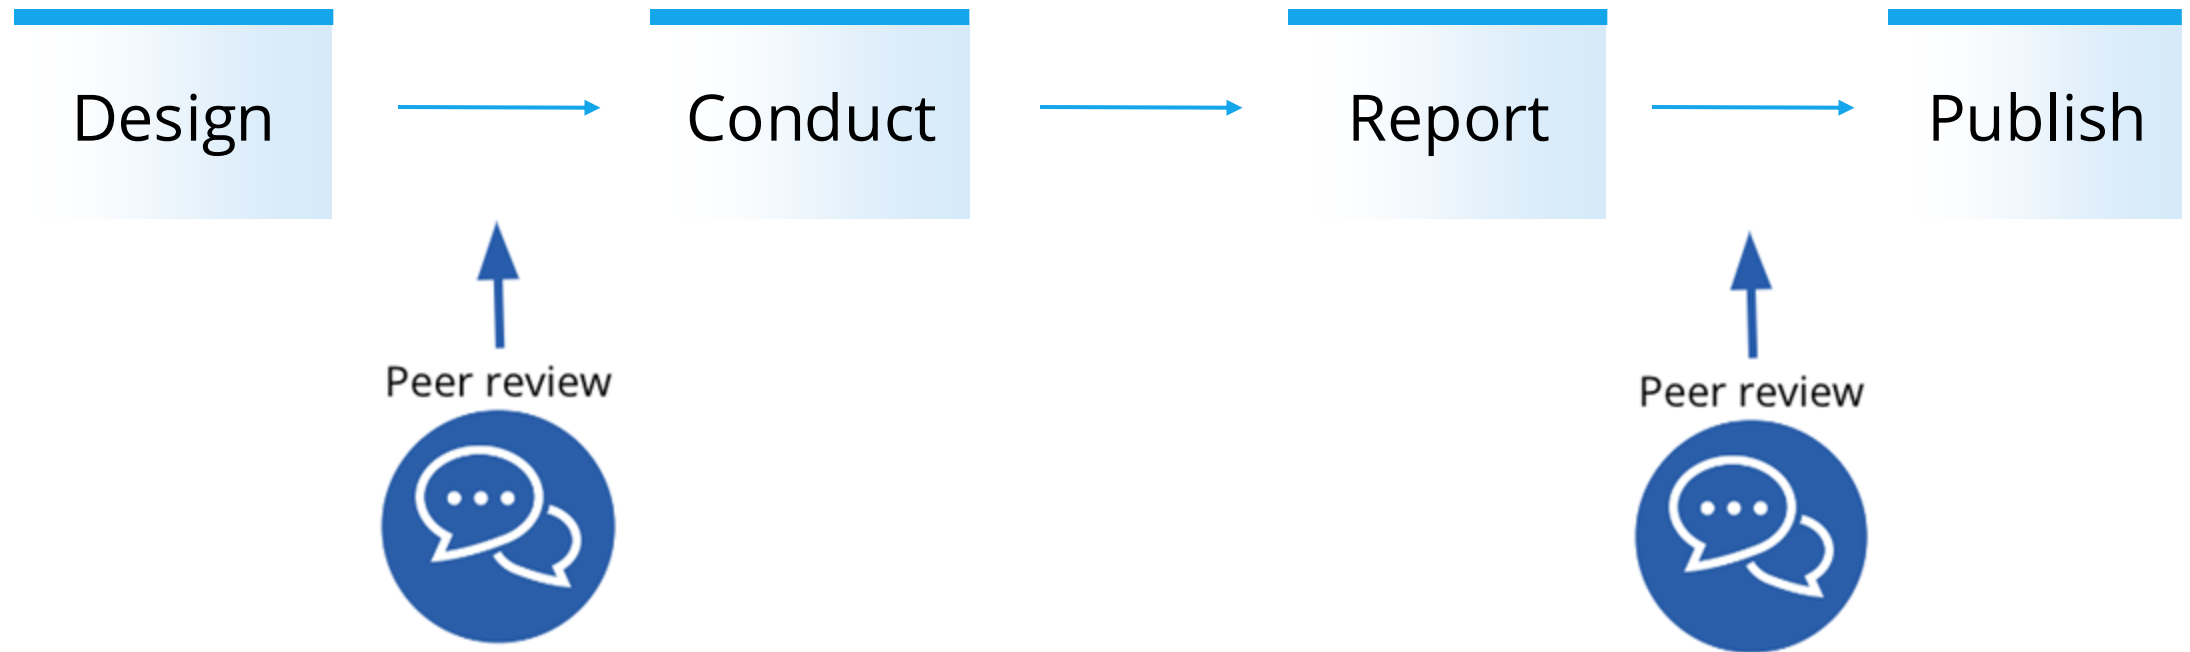 Design
Conduct
Report
Publish
Peer review
Peer review